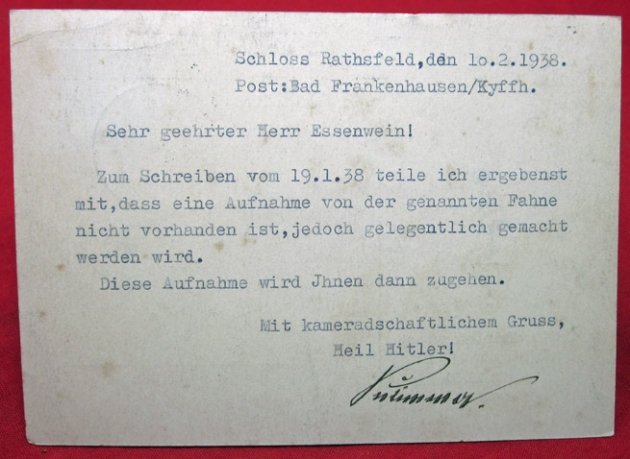 Schloss Rathsfeld,den 10.2.1938.
Post:Bad Frankenhausen/Kyffh.
Sehr geehrter Herr Essenwein!
Zum Schreiben vom 19.1.38 teile ich ergebenst
mit,dass eine Aufnahme von der genannten Fahne
nicht vorhanden ist,jedoch gelegentlich gemacht
werden wird.
Diese Aufnahme wird Jhnen dann zugehen.
Mit kameradschaftlichem Gruss,
Heil Hitler!